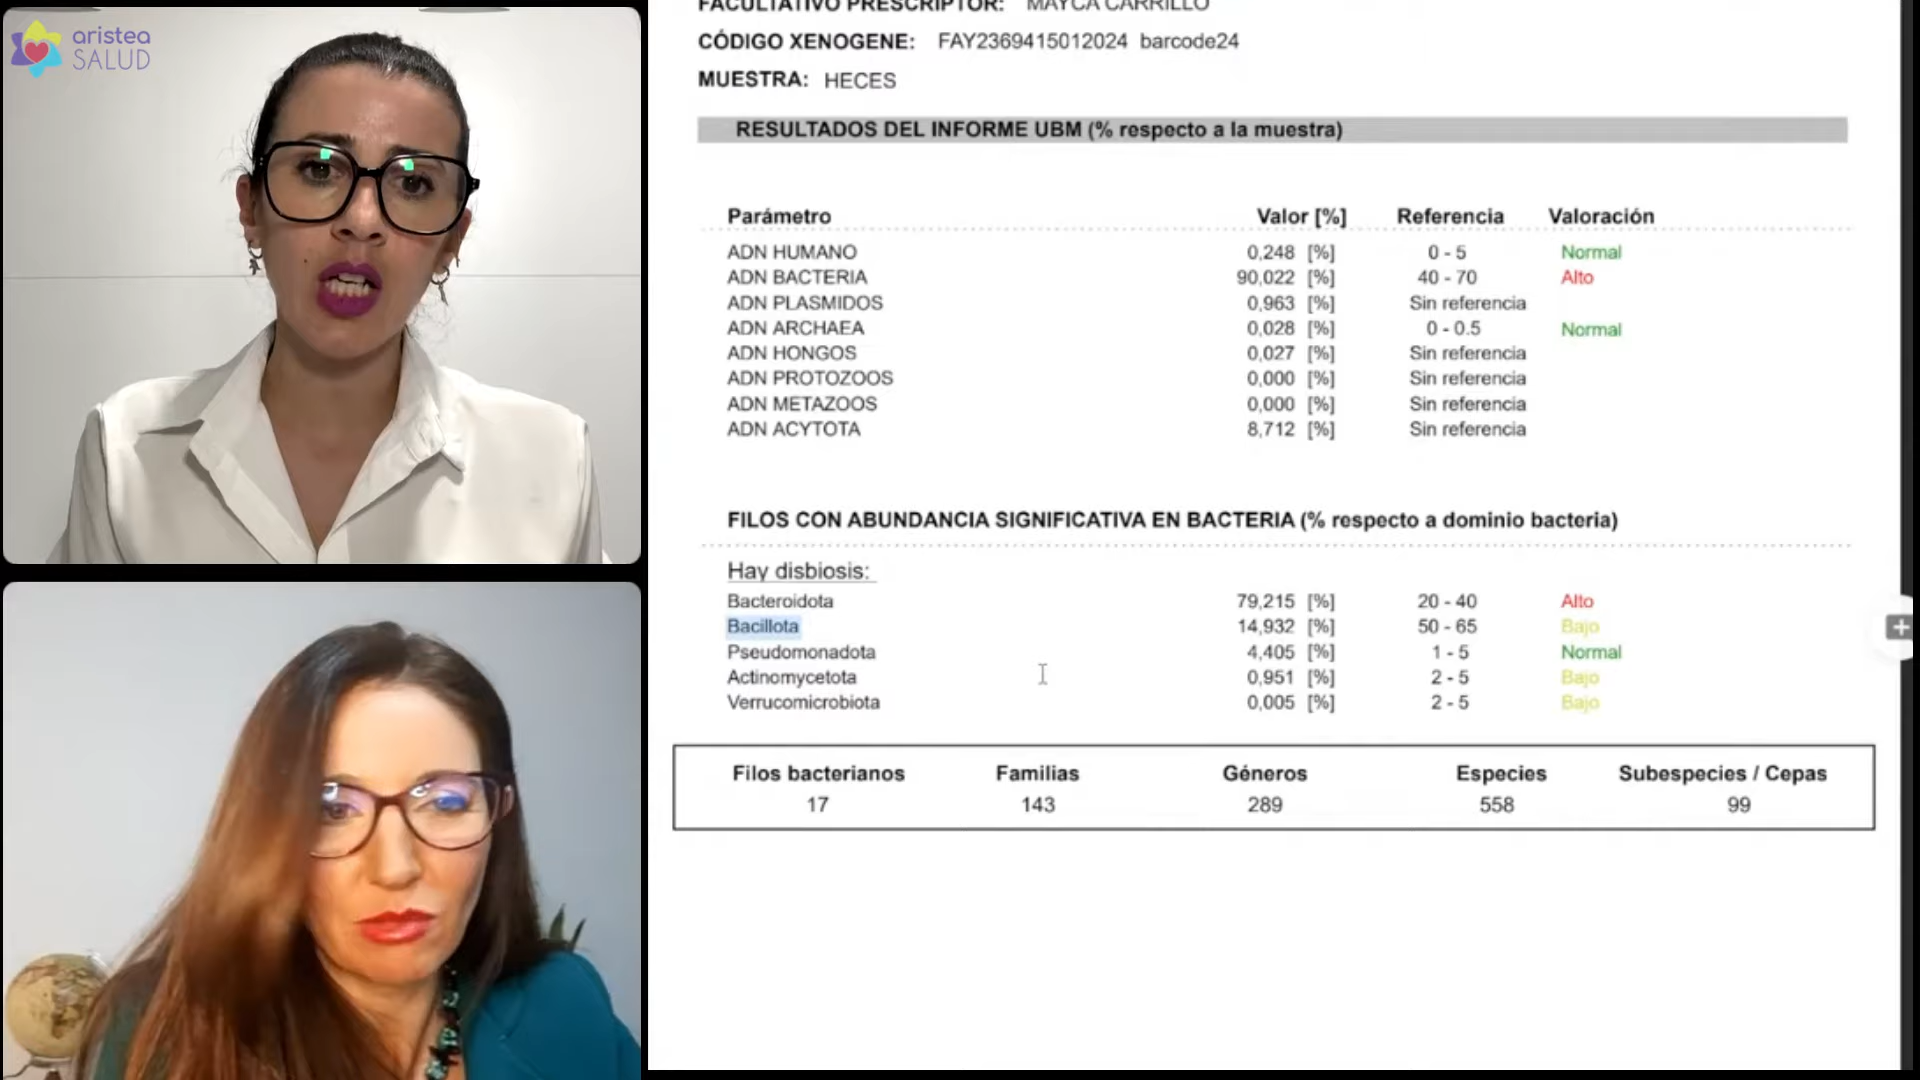 aristea
SALUD
FACULTATIVO PRESCRIPTOR: MAYCA CARRILLO
CÓDIGO XENOGENE: FAY2369415012024 barcode24
MUESTRA: HECES
RESULTADOS DEL INFORME UBM (% respecto a la muestra)
Parámetro Valor [%] Referencia Valoración
ADN HUMANO 0,248 [%] 0 - 5 Normal
ADN BACTERIA 90,022 [%] 40 - 70 Alto
ADN PLASMIDOS 0,963 [%] Sin referencia
ADN ARCHAEA 0,028 [%] 0 - 0.5 Normal
ADN HONGOS 0,027 [%] Sin referencia
ADN PROTOZOOS 0,000 [%] Sin referencia
ADN METAZOOS 0,000 [%] Sin referencia
ADN ACYTOTA 8,712 [%] Sin referencia
FILOS CON ABUNDANCIA SIGNIFICATIVA EN BACTERIA (% respecto a dominio bacteria)
Hay disbiosis:
Bacteroidota 79,215 [%] 20 - 40 Alto
Bacillota 14,932 [%] 50 - 65 Bajo
Pseudomonadota 4,405 [%] 1 - 5 Normal
Actinomycetota 0,951 [%] 2 - 5 Bajo
Verrucomicrobiota 0,005 [%] 2 - 5 Bajo
Filos bacterianos Familias Géneros Especies Subespecies / Cepas
17 143 289 558 99